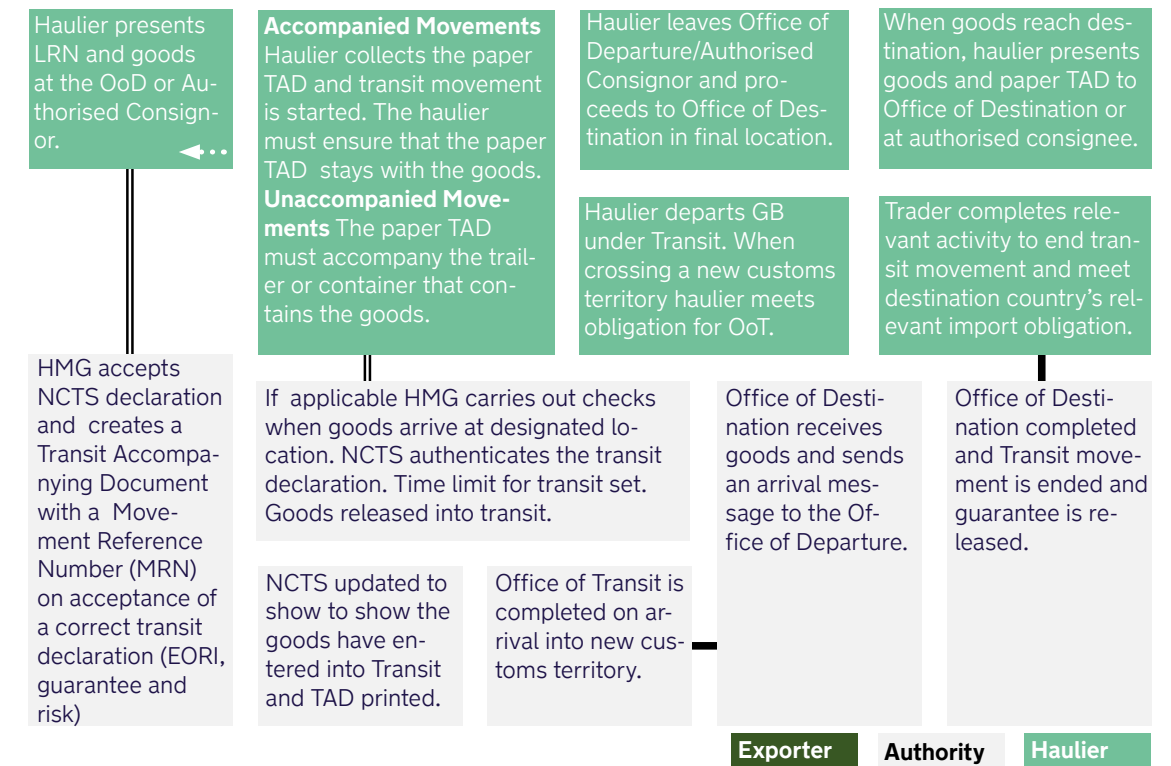 Haulier presents
LRN and goods
at the OoD or Au-
thorised Consign-
or.
Accompanied Movements
Haulier collects the paper
TAD and transit movement
is started. The haulier
must ensure that the paper
TAD  stays with the goods.
Unaccompanied Move-
ments The paper TAD
must accompany the trail-
er or container that con-
tains the goods.
Haulier leaves Office of
Departure/Authorised
Consignor and pro-
ceeds to Office of Des-
tination in final location.
When goods reach des-
tination, haulier presents
goods and paper TAD to
Office of Destination or
at authorised consignee.
Haulier departs GB
under Transit. When
crossing a new customs
territory haulier meets
obligation for OoT.
Trader completes rele-
vant activity to end tran-
sit movement and meet
destination country's rel-
evant import obligation.
HMG accepts
NCTS declaration
and  creates a
Transit Accompa-
nying Document
with a  Move-
ment Reference
Number (MRN)
on acceptance of
a correct transit
declaration (EORI,
guarantee and
risk)
If  applicable HMG carries out checks
when goods arrive at designated lo-
cation. NCTS authenticates the transit
declaration. Time limit for transit set.
Goods released into transit.
NCTS updated to
show to show the
goods have en-
tered into Transit
and TAD printed.
Office of Transit is
completed on ar-
rival into new cus-
toms territory.
Office of Desti-
nation receives
goods and sends
an arrival mes-
sage to the Of-
fice of Departure.
Office of Desti-
nation completed
and Transit move-
ment is ended and
guarantee is re-
leased.
Exporter
Authority
Haulier